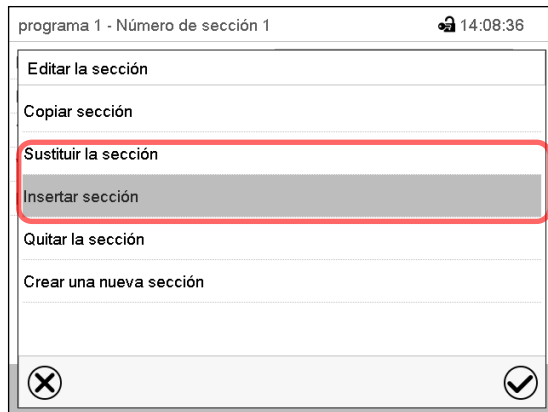 programa 1 - Número de sección 1 14:08:36
Editar la sección
Copiar sección
Sustituir la sección
Insertar sección
Quitar la sección
Crear una nueva sección